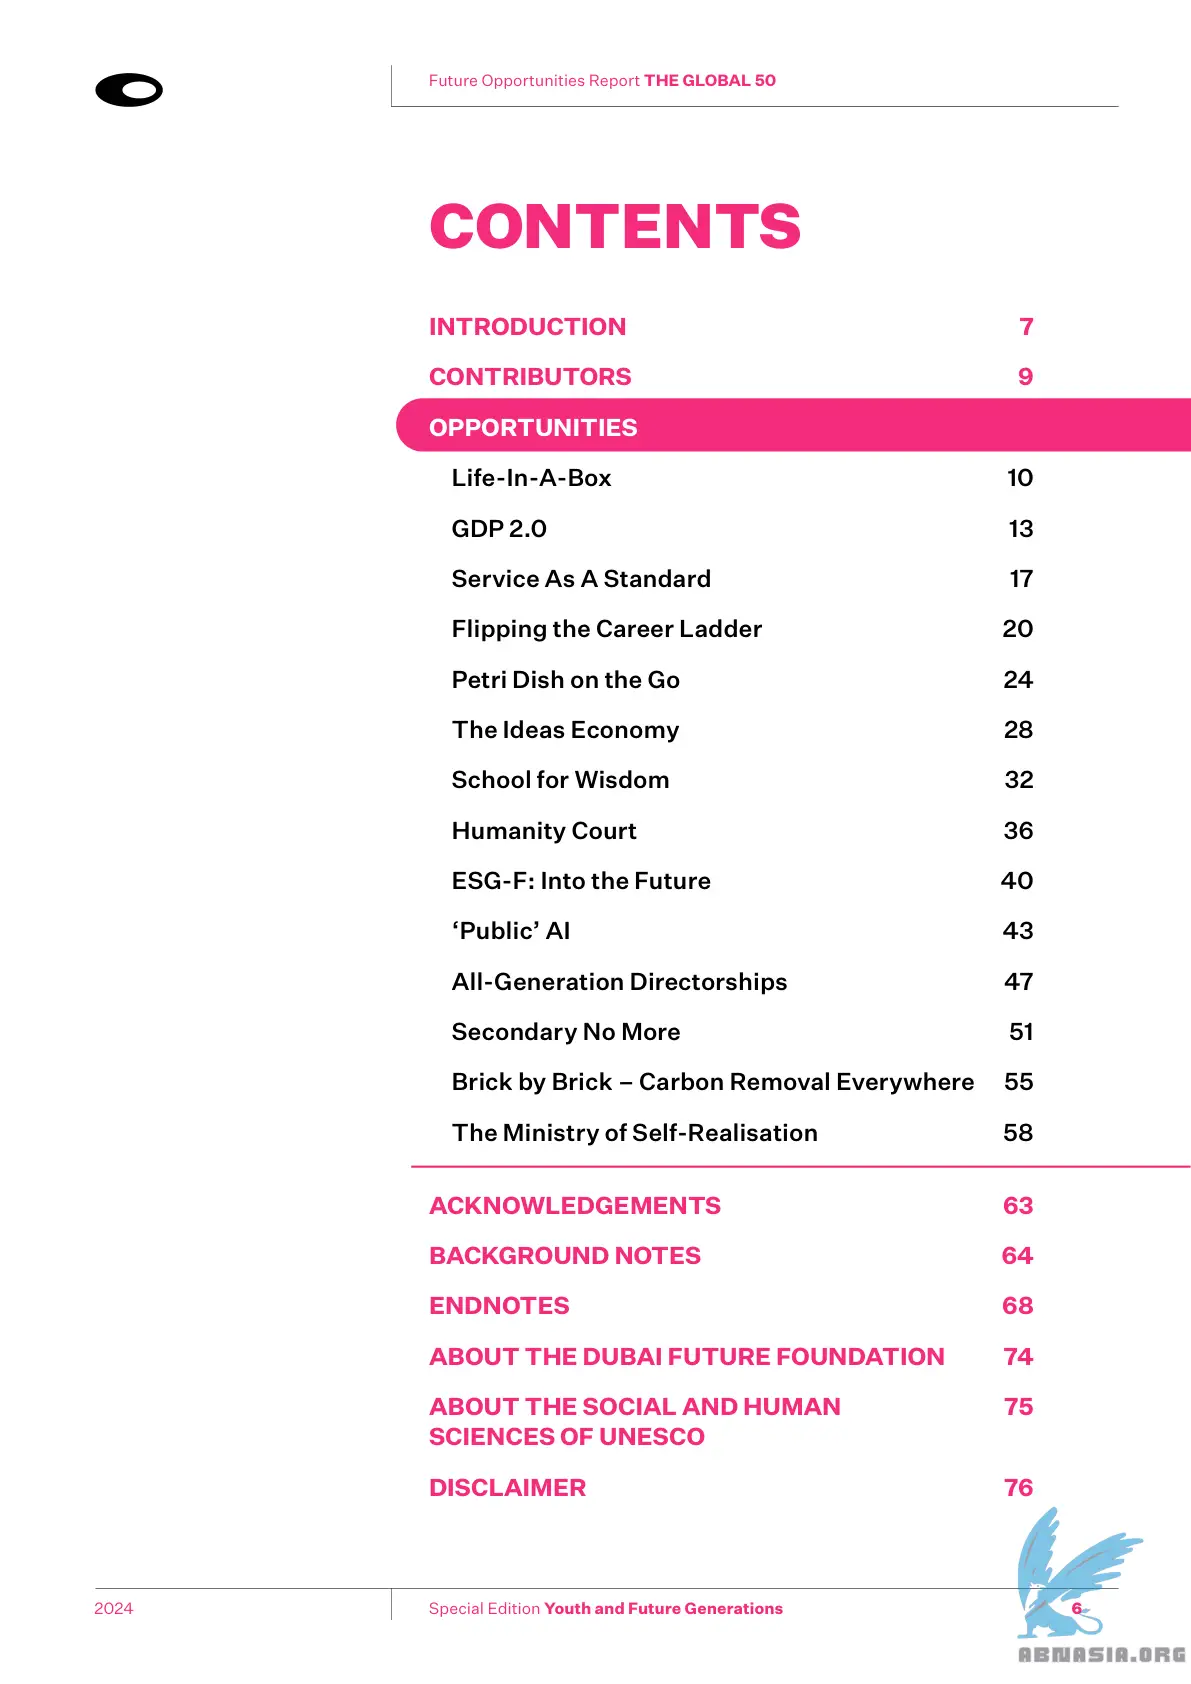 Future Opportunities Report THE GLOBAL 50
CONTENTS
INTRODUCTION 7
CONTRIBUTORS 9
OPPORTUNITIES
Life-In-A-Box 10
GDP 2.0 13
Service As A Standard 17
Flipping the Career Ladder 20
Petri Dish on the Go 24
The Ideas Economy 28
School for Wisdom 32
Humanity Court 36
ESG-F: Into the Future 40
‘Public’ AI 43
All-Generation Directorships 47
Secondary No More 51
Brick by Brick – Carbon Removal Everywhere 55
The Ministry of Self-Realisation 58
ACKNOWLEDGEMENTS 63
BACKGROUND NOTES 64
ENDNOTES 68
ABOUT THE DUBAI FUTURE FOUNDATION 74
ABOUT THE SOCIAL AND HUMAN 75
SCIENCES OF UNESCO
DISCLAIMER 76
2024 Special Edition Youth and Future Generations 6
ABNASIA.ORG